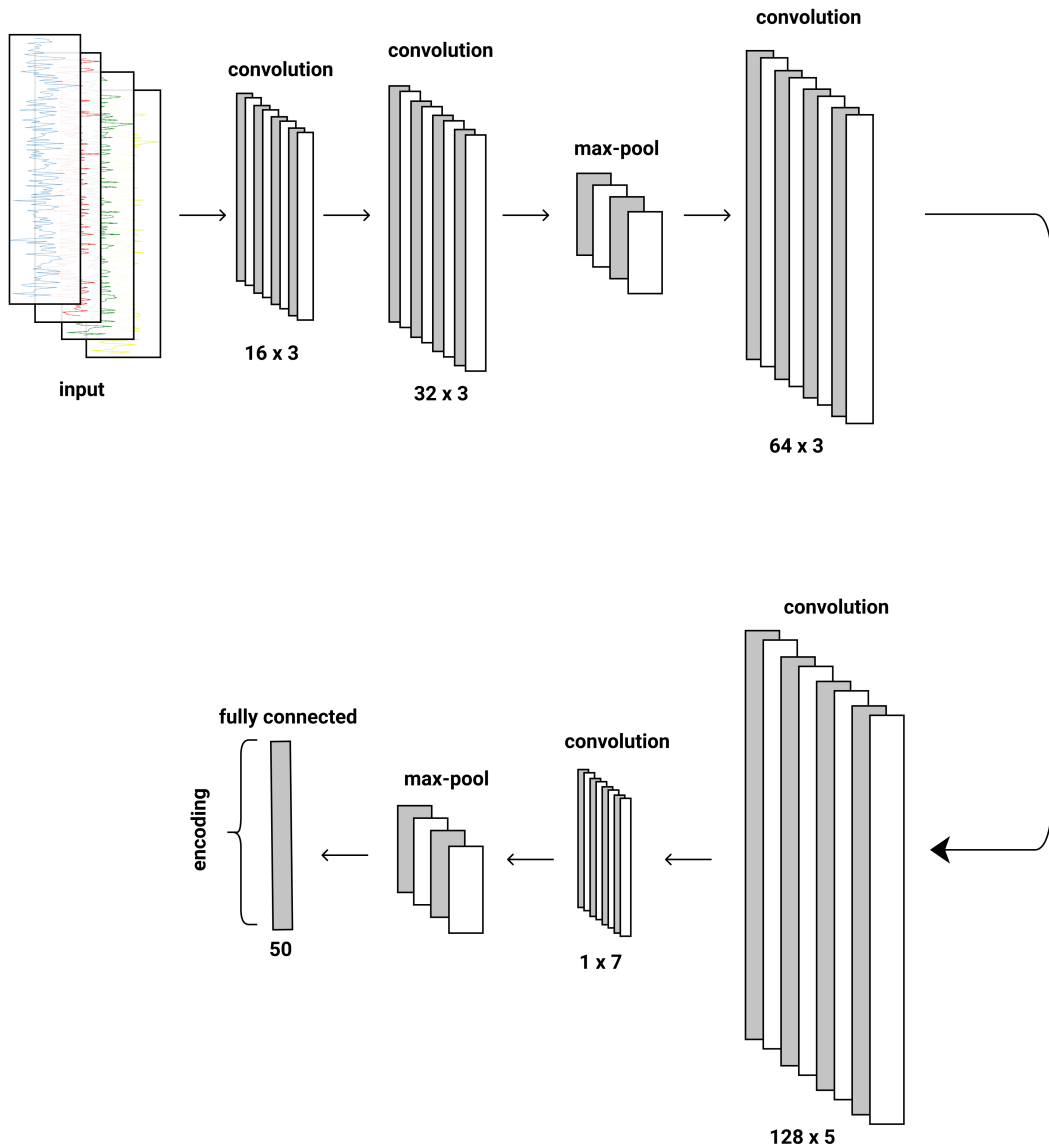 input
convolution
16 x 3
convolution
32 x 3
max-pool
convolution
64 x 3
convolution
128 x 5
convolution
1 x 7
max-pool
fully connected
encoding
50